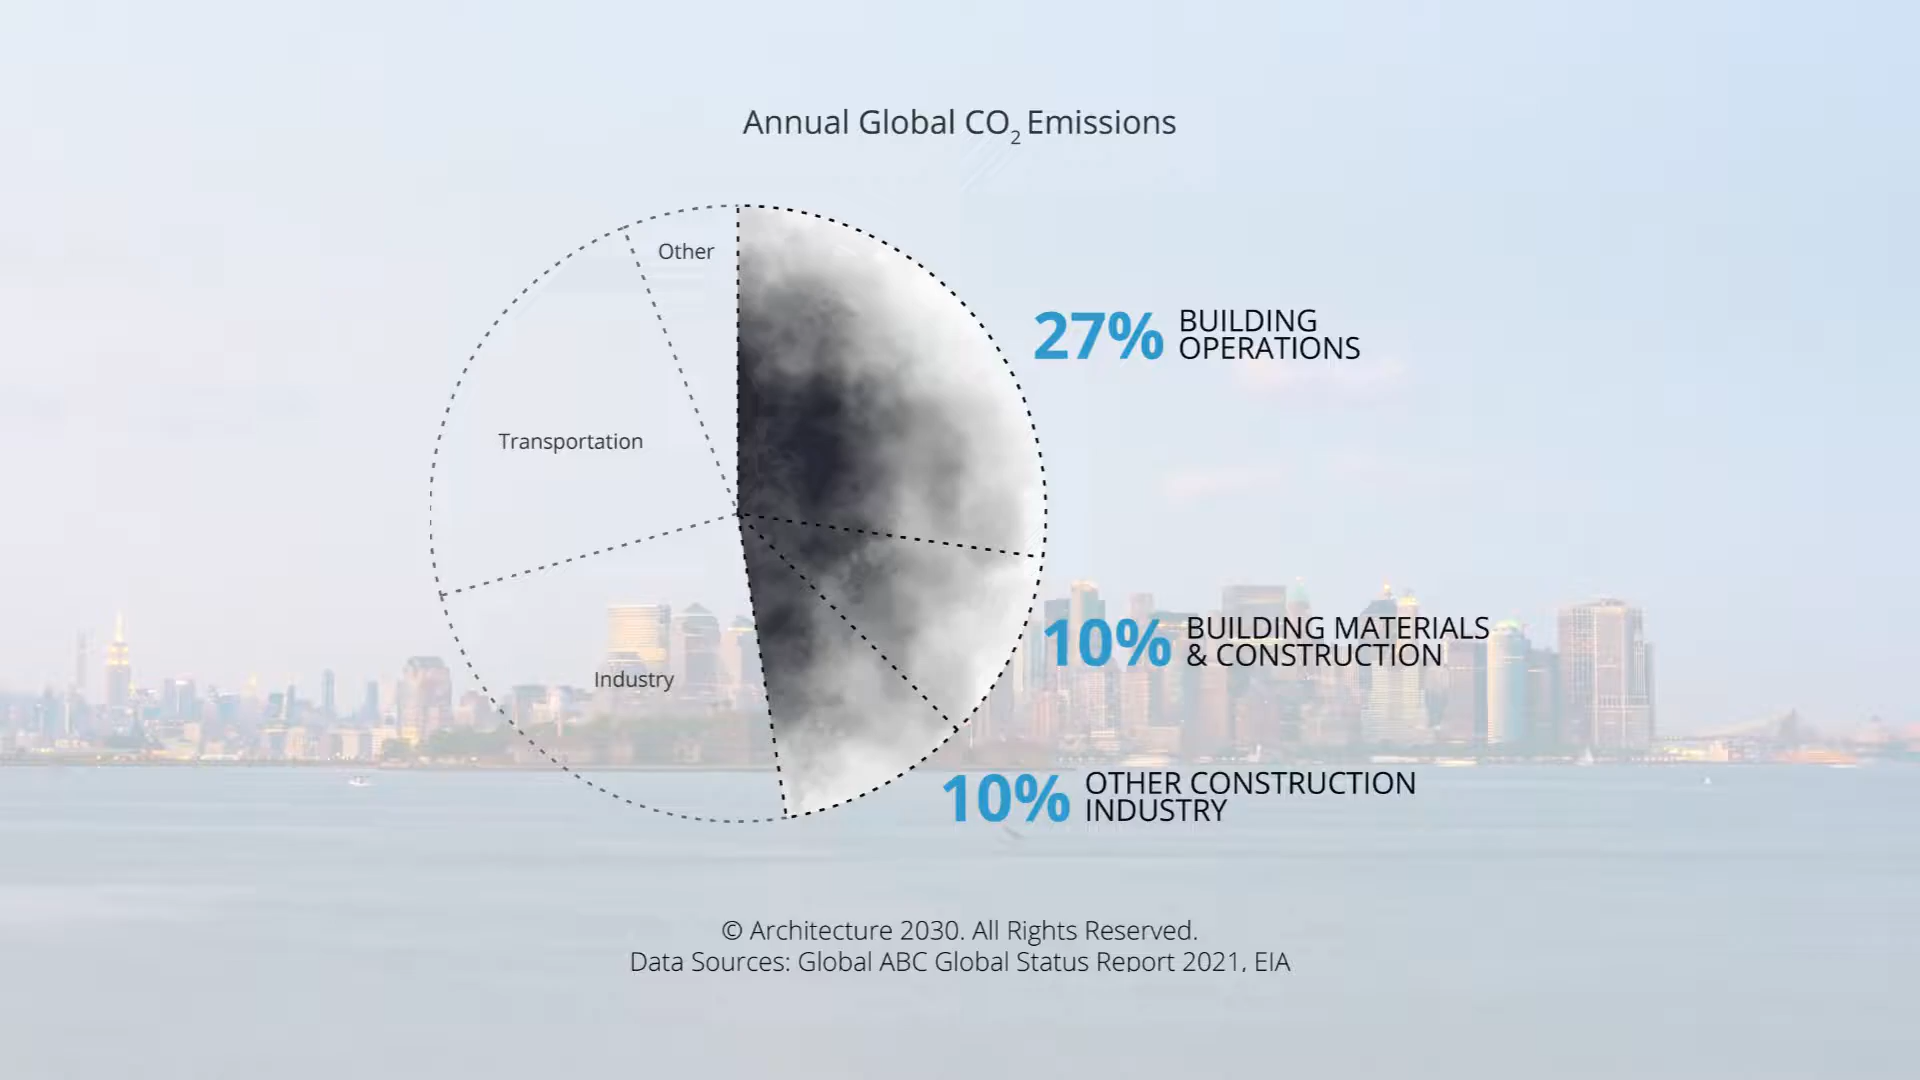 Annual Global CO₂ Emissions
Other
27% BUILDING
OPERATIONS
Transportation
10% BUILDING MATERIALS
& CONSTRUCTION
Industry
10% OTHER CONSTRUCTION
INDUSTRY
© Architecture 2030. All Rights Reserved.
Data Sources: Global ABC Global Status Report 2021, EIA